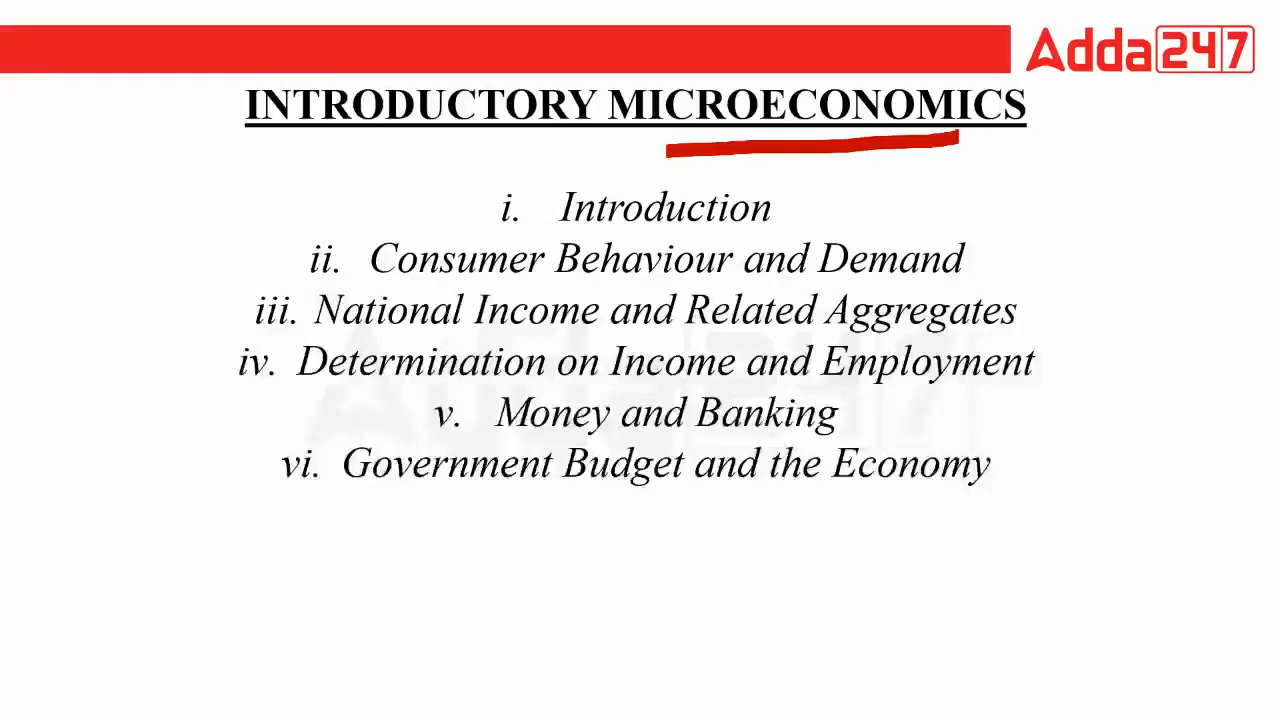 Adda247
INTRODUCTORY MICROECONOMICS
i. Introduction
ii. Consumer Behaviour and Demand
iii. National Income and Related Aggregates
iv. Determination on Income and Employment
v. Money and Banking
vi. Government Budget and the Economy
Adda247